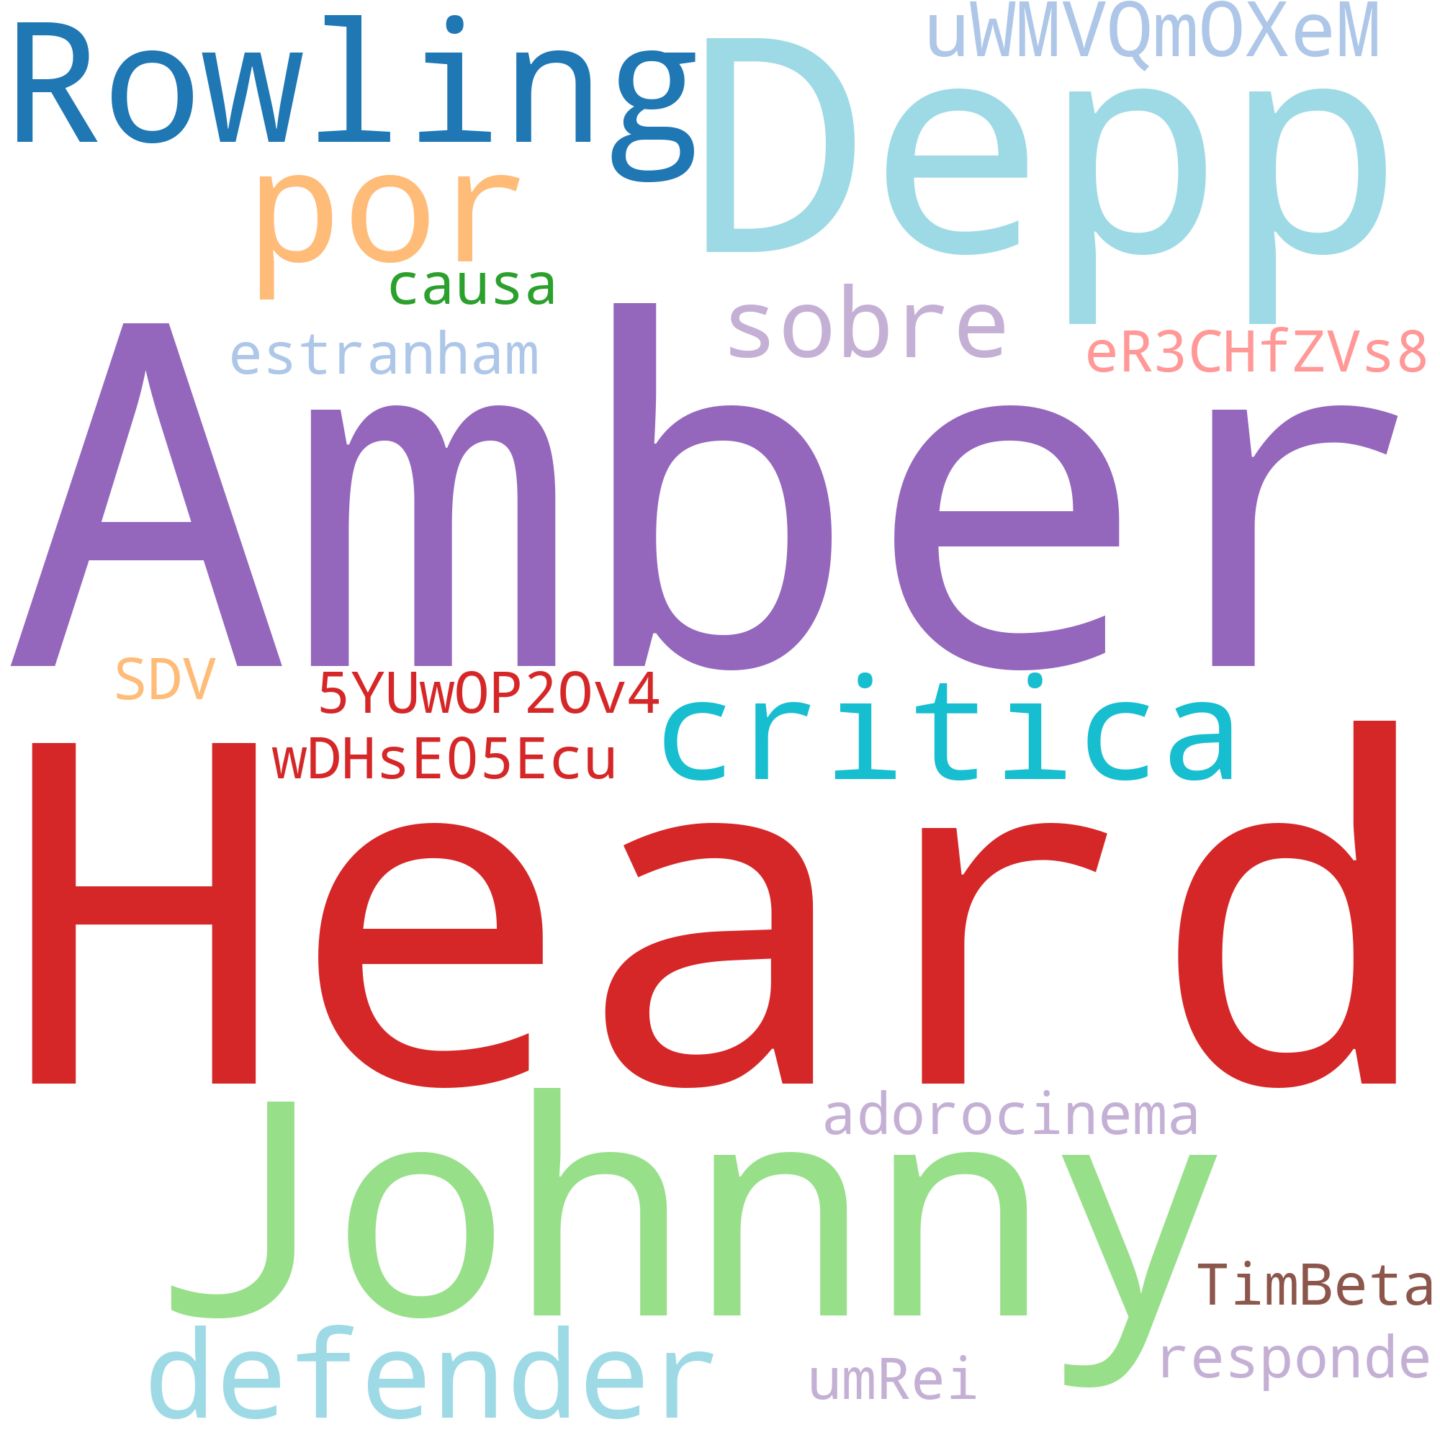 Rowling
uWMVQmOXeM
Depp
por
causa
sobre
estranham
eR3CHfZVs8
Amber
SDV
5YUwOP2Ov4
critica
wDHsE05Ecu
Heard
adorocinema
Johnny
TimBeta
defender
responde
umRei